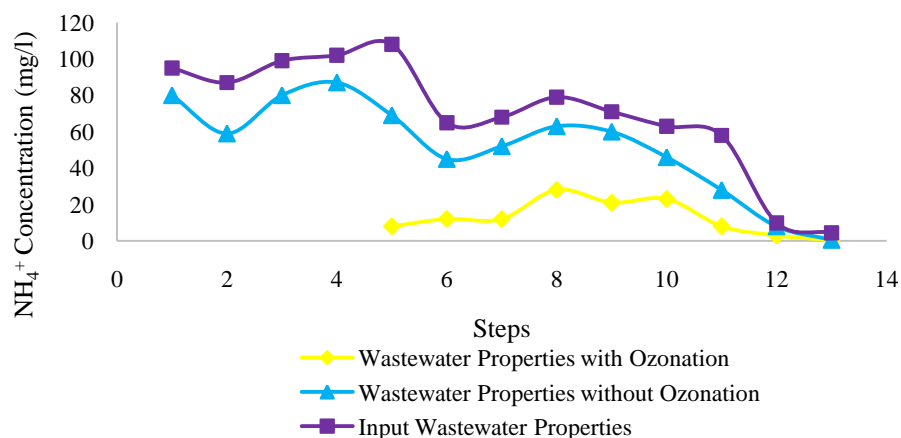 120
100
80
60
40
20
0
NH₄⁺ Concentration (mg/l)
0 2 4 6 8 10 12 14
Steps
Wastewater Properties with Ozonation
Wastewater Properties without Ozonation
Input Wastewater Properties